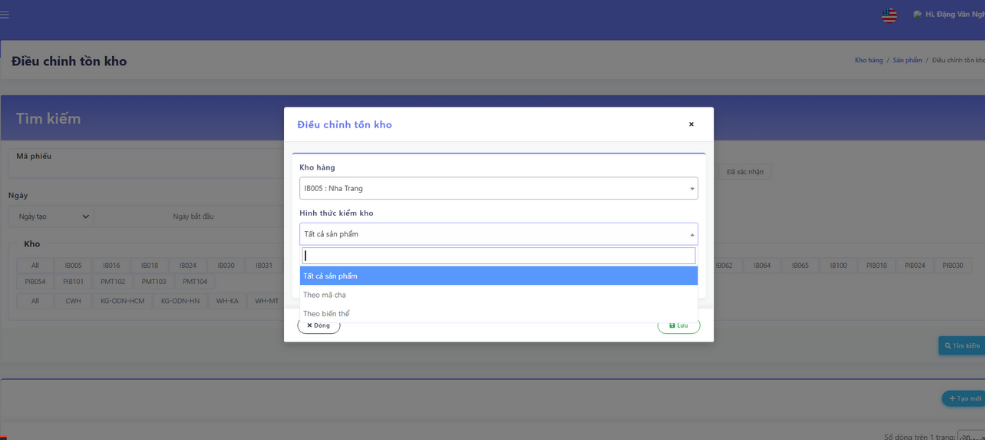 Hi, Đặng Văn Ngh
Điều chỉnh tồn kho
Kho hàng / Sản phẩm / Điều chỉnh tồn kho
Tìm kiếm
Điều chỉnh tồn kho
×
Mã phiếu
Kho hàng
Đã xác nhận
IB005 : Nha Trang
Ngày
Hình thức kiểm kho
Ngày tạo
Ngày bắt đầu
Tất cả sản phẩm
Kho
All IB005 IB016 IB018 IB024 IB030 IB031
IB062 IB064 IB065 IB100 PIB018 PIB024 PIB030
Tất cả sản phẩm
PIB054 PIB101 PMT102 PMT103 PMT104
Theo mã cha
All CWH KG-ODN-HCM KG-ODN-HN WH-KA WH-MT
Theo biến thể
× Đóng
Lưu
Tìm kiếm
+ Tạo mới
Số dòng trên 1 trang: